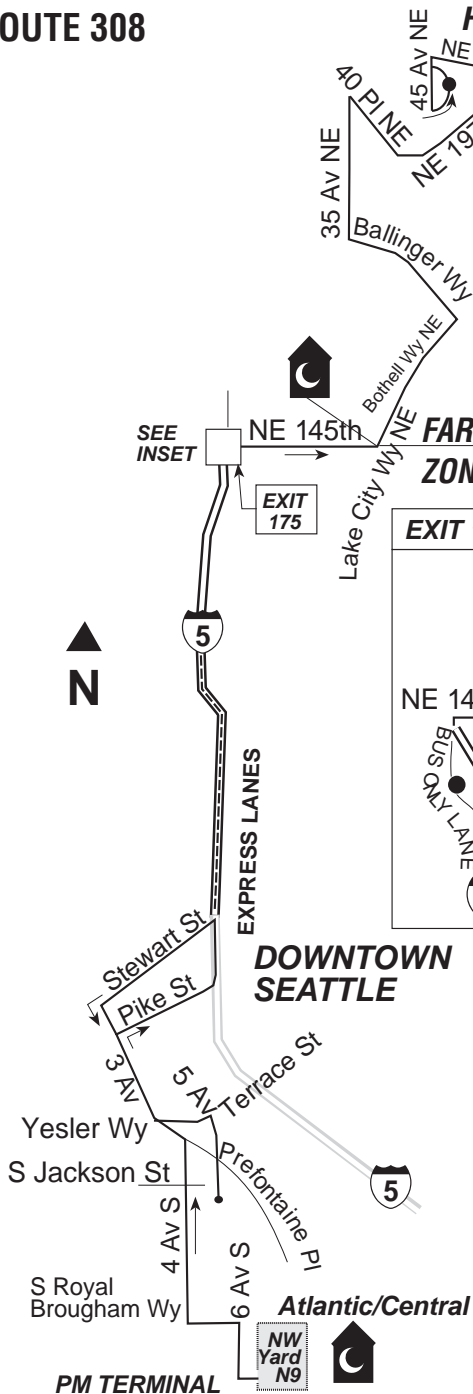 OUTE 308
H
45 Av NE
NE
40 Pl NE
NE 19
35 Av NE
Ballinger Wy
Bothell Wy NE
SEE
INSET
NE 145th
FAR
ZON
Lake City Wy NE
EXIT
175
EXIT
5
N
NE 14
BUS ONLY LANE
EXPRESS LANES
Stewart St
DOWNTOWN
SEATTLE
Pike St
3 Av
5 Av
Terrace St
Yesler Wy
S Jackson St
Prefontaine Pl
5
4 Av S
6 Av S
S Royal
Brougham Wy
Atlantic/Central
NW
Yard
N9
PM TERMINAL